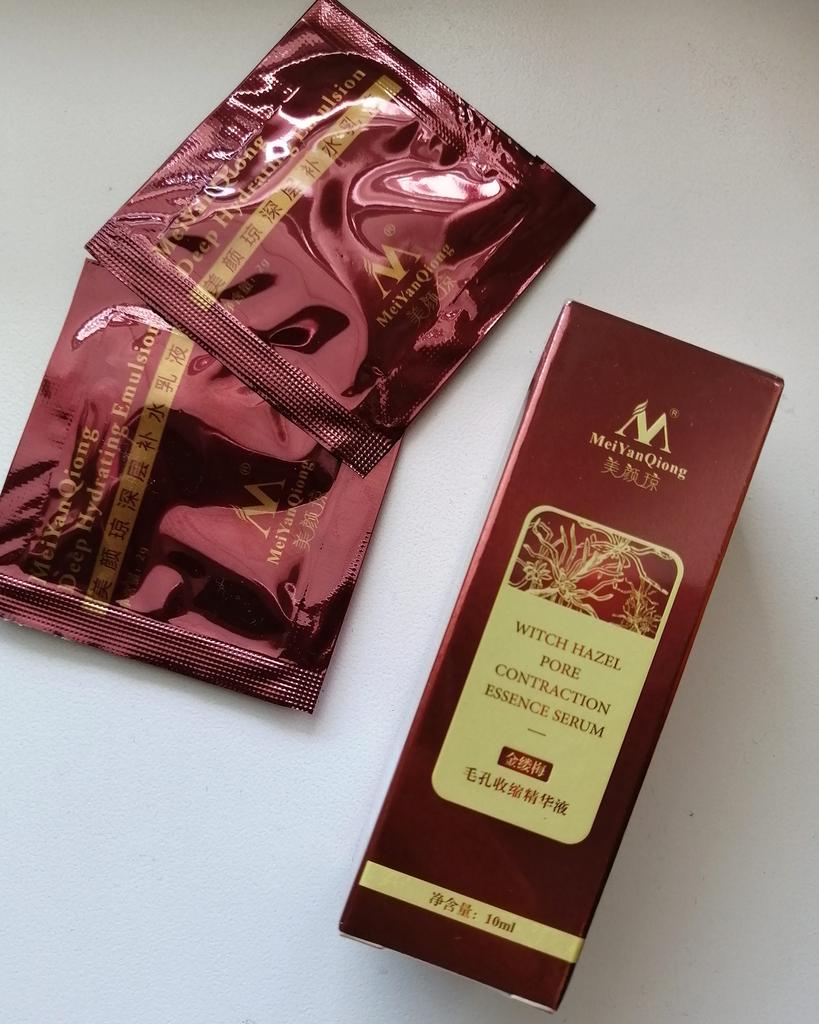 MeiYanQiong
Deep Hydrating Emulsion
美颜琼深层补水乳
®
MeiYanQiong
美颜琼
MeiYanQiong
Deep Hydrating Emulsion
美颜琼深层补水乳液
2g
®
MeiYanQiong
美颜琼
®
MeiYanQiong
美颜琼
WITCH HAZEL
PORE
CONTRACTION
ESSENCE SERUM
—
金缕梅
毛孔收缩精华液
净含量：10ml